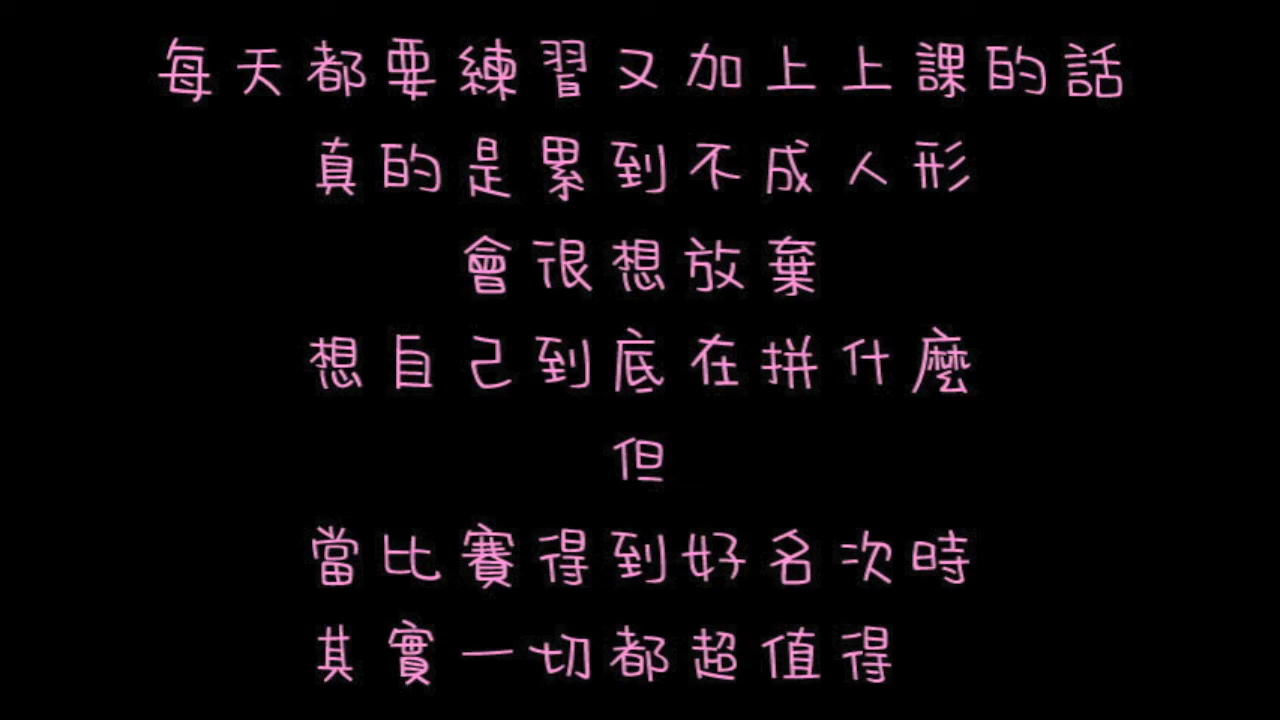 每天都要練習又加上上課的話
真的是累到不成人形
會很想放棄
想自己到底在拼什麼
但
當比賽得到好名次時
其實一切都超值得